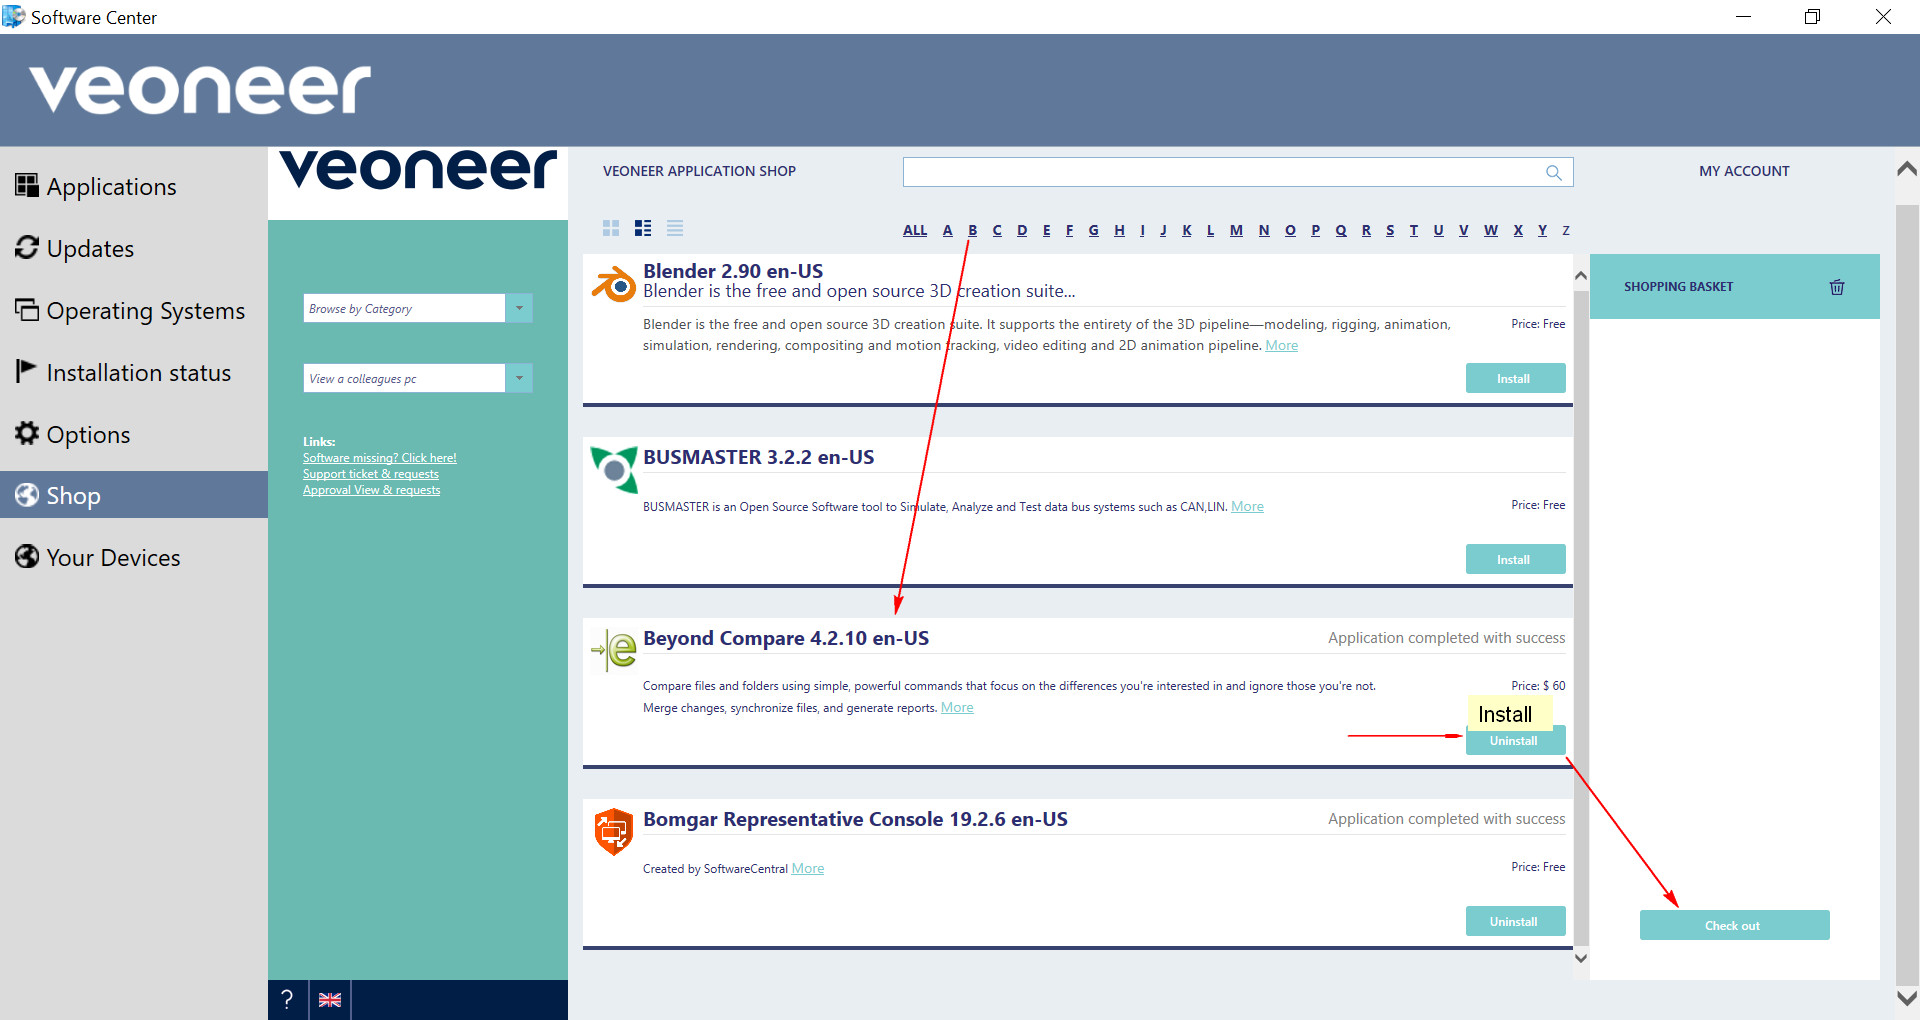 Software Center
veoneer
Applications
Updates
Operating Systems
Installation status
Options
Shop
Your Devices
veoneer
Browse by Category
View a colleagues pc
Links:
Software missing? Click here!
Support ticket & requests
Approval View & requests
?
VEONEER APPLICATION SHOP
MY ACCOUNT
ALL A B C D E F G H I J K L M N O P Q R S T U V W X Y Z
Blender 2.90 en-US
Blender is the free and open source 3D creation suite...
Blender is the free and open source 3D creation suite. It supports the entirety of the 3D pipeline—modeling, rigging, animation,
simulation, rendering, compositing and motion tracking, video editing and 2D animation pipeline. More
Price: Free
Install
BUSMASTER 3.2.2 en-US
BUSMASTER is an Open Source Software tool to Simulate, Analyze and Test data bus systems such as CAN,LIN. More
Price: Free
Install
Beyond Compare 4.2.10 en-US
Application completed with success
Compare files and folders using simple, powerful commands that focus on the differences you're interested in and ignore those you're not.
Merge changes, synchronize files, and generate reports. More
Price: $ 60
Install
Uninstall
Bomgar Representative Console 19.2.6 en-US
Application completed with success
Created by SoftwareCentral More
Price: Free
Uninstall
SHOPPING BASKET
Check out